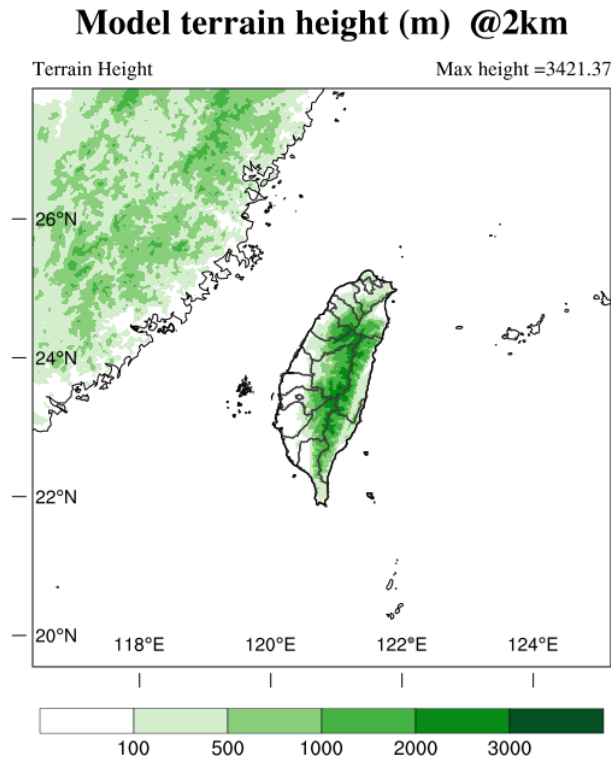 Model terrain height (m) @2km
Terrain Height Max height =3421.37
26°N
24°N
22°N
20°N
118°E 120°E 122°E 124°E
100 500 1000 2000 3000